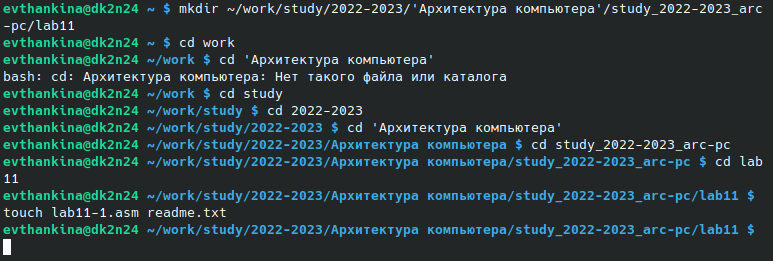 evthankina@dk2n24 ~ $ mkdir ~/work/study/2022-2023/'Архитектура компьютера'/study_2022-2023_arc
-pc/lab11
evthankina@dk2n24 ~ $ cd work
evthankina@dk2n24 ~/work $ cd 'Архитектура компьютера'
bash: cd: Архитектура компьютера: Нет такого файла или каталога
evthankina@dk2n24 ~/work $ cd study
evthankina@dk2n24 ~/work/study $ cd 2022-2023
evthankina@dk2n24 ~/work/study/2022-2023 $ cd 'Архитектура компьютера'
evthankina@dk2n24 ~/work/study/2022-2023/Архитектура компьютера $ cd study_2022-2023_arc-pc
evthankina@dk2n24 ~/work/study/2022-2023/Архитектура компьютера/study_2022-2023_arc-pc $ cd lab
11
evthankina@dk2n24 ~/work/study/2022-2023/Архитектура компьютера/study_2022-2023_arc-pc/lab11 $
touch lab11-1.asm readme.txt
evthankina@dk2n24 ~/work/study/2022-2023/Архитектура компьютера/study_2022-2023_arc-pc/lab11 $